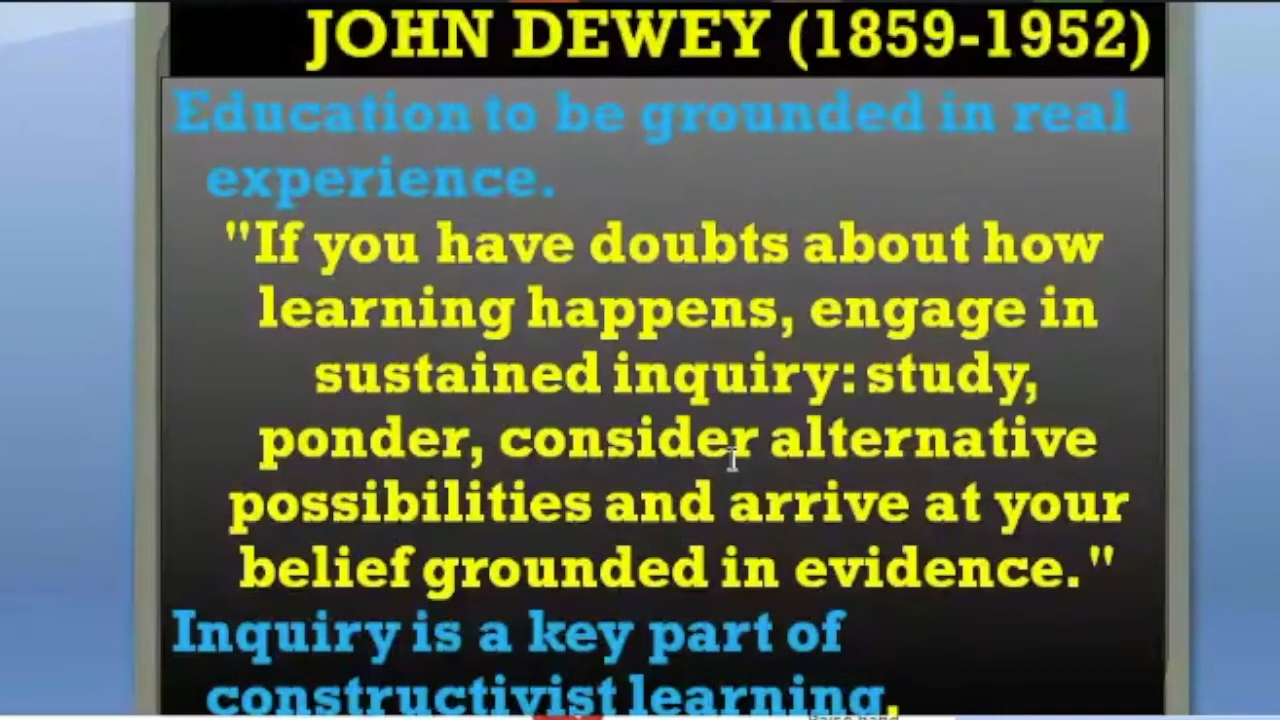 JOHN DEWEY (1859-1952)
Education to be grounded in real
experience.
"If you have doubts about how
learning happens, engage in
sustained inquiry: study,
ponder, consider alternative
possibilities and arrive at your
belief grounded in evidence."
Inquiry is a key part of
constructivist learning.